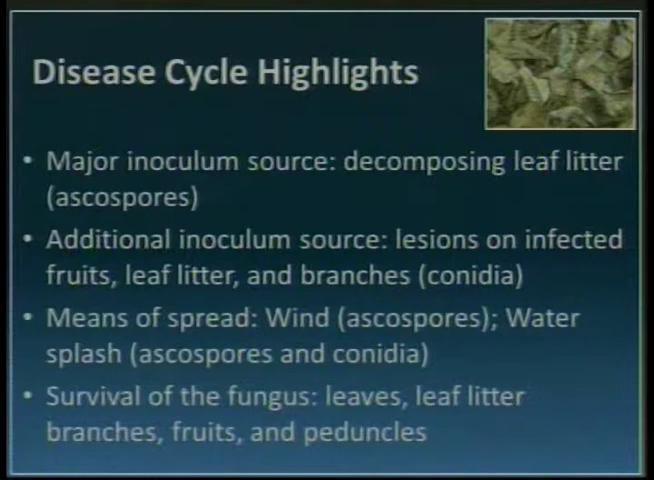 Disease Cycle Highlights
• Major inoculum source: decomposing leaf litter
(ascospores)
• Additional inoculum source: lesions on infected
fruits, leaf litter, and branches (conidia)
• Means of spread: Wind (ascospores); Water
splash (ascospores and conidia)
• Survival of the fungus: leaves, leaf litter
branches, fruits, and peduncles